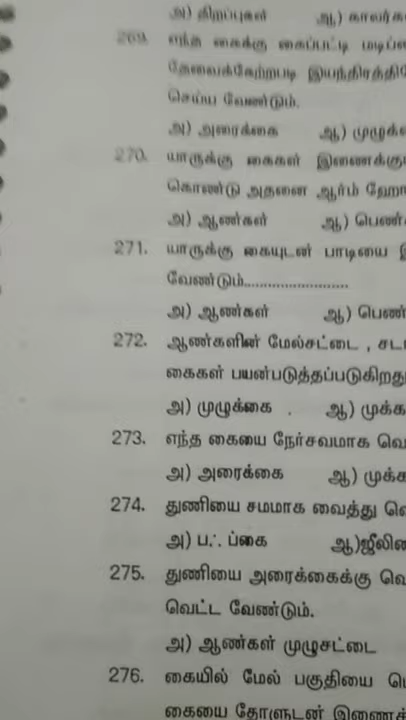 அ) திறப்புகள் ஆ) காலர்க
269. எந்த கைக்கு கைப்பட்டி மடிப்
தேவைக்கேற்றபடி இயந்திரத்தி
செய்ய வேண்டும்.
அ) அரைக்கை ஆ) முழுக்
270. யாருக்கு கைகள் இணைக்கு
கொண்டு அதனை ஆர்ம் ஹோ
அ) ஆண்கள் ஆ) பெண்
271. யாருக்கு கையுடன் பாடியை
வேண்டும்..........................
அ) ஆண்கள் ஆ) பெண்
272. ஆண்களின் மேல்சட்டை , சட
கைகள் பயன்படுத்தப்படுகிறது
அ) முழுக்கை . ஆ) முக்க
273. எந்த கையை நேர்சவமாக வெ
அ) அரைக்கை ஆ) முக்க
274. துணியை சமமாக வைத்து வெ
அ) ப∴ப்கை ஆ)ஜீலி
275. துணியை அரைக்கைக்கு வெ
வெட்ட வேண்டும்.
அ) ஆண்கள் முழுசட்டை
276. கையில் மேல் பகுதியை பெ
கையை தோளுடன் இணைக்